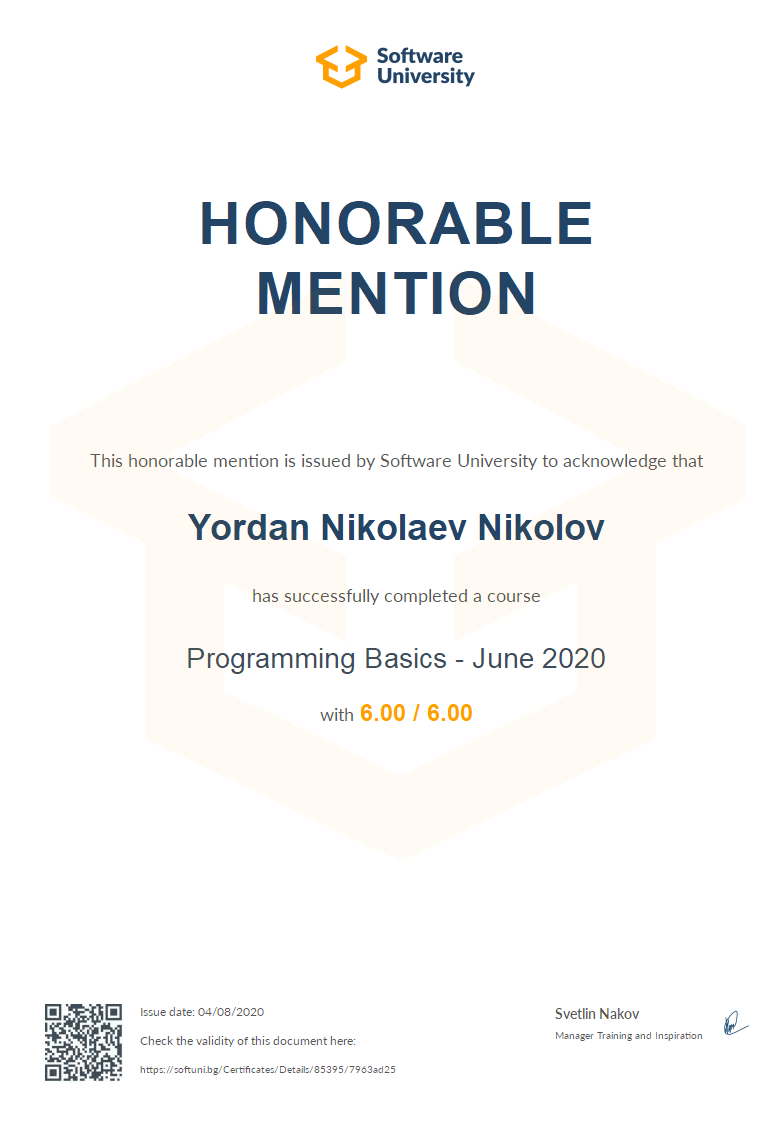 Software
University
HONORABLE
MENTION
This honorable mention is issued by Software University to acknowledge that
Yordan Nikolaev Nikolov
has successfully completed a course
Programming Basics - June 2020
with 6.00 / 6.00
Issue date: 04/08/2020
Check the validity of this document here:
https://softuni.bg/Certificates/Details/85395/7963ad25
Svetlin Nakov
Manager Training and Inspiration